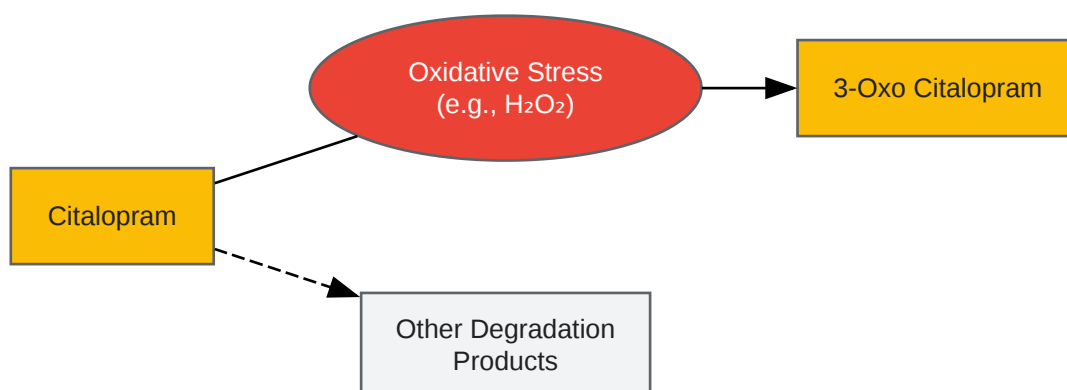 Oxidative Stress
(e.g., H₂O₂)
3-Oxo Citalopram
Citalopram
Other Degradation
Products